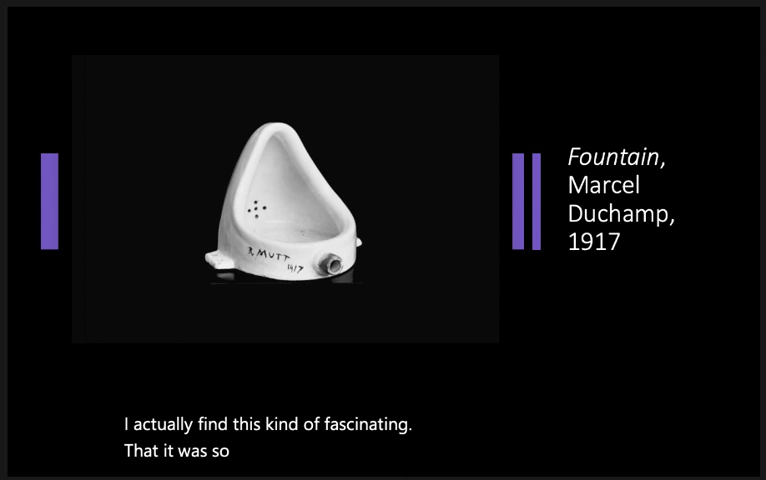 Fountain,
Marcel
Duchamp,
1917
R. MUTT
1917
I actually find this kind of fascinating.
That it was so